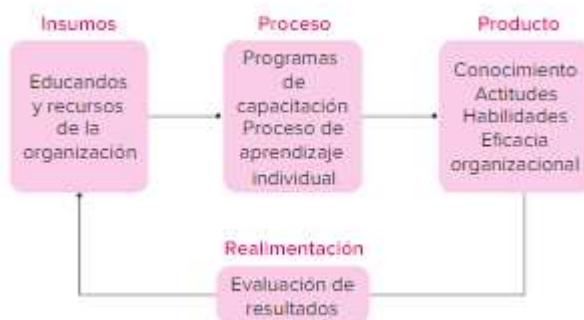 Insumos
Educandos
y recursos
de la
organización
Proceso
Programas
de
capacitación
Proceso de
aprendizaje
individual
Producto
Conocimiento
Actitudes
Habilidades
Eficacia
organizacional
Realimentación
Evaluación de
resultados